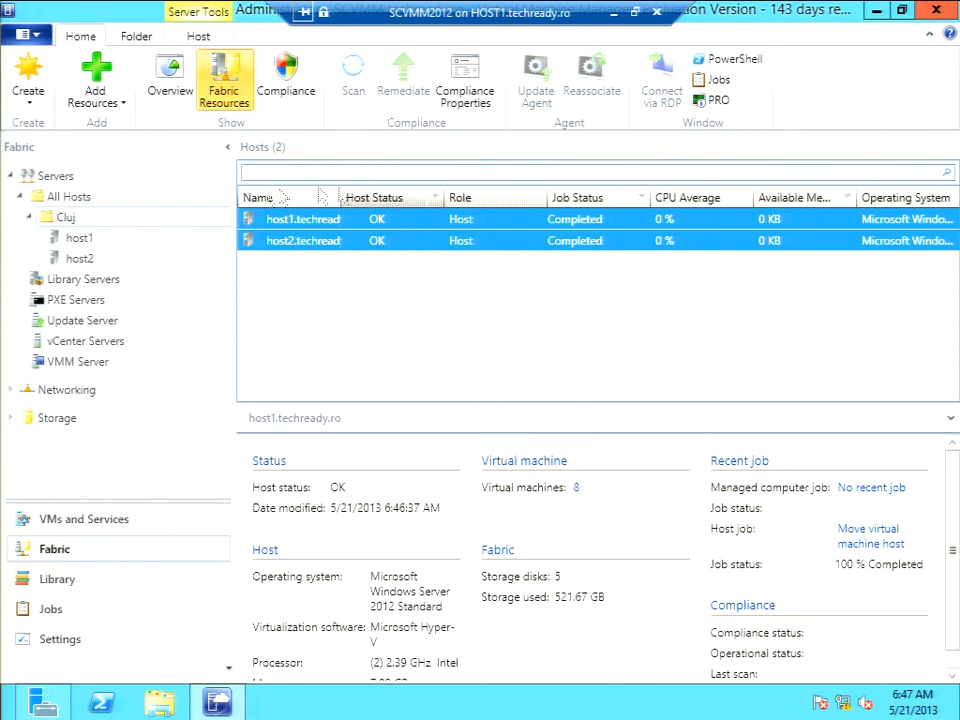 Server Tools
SCVMM2012 on HOST1.techready.ro
Version - 143 days re...
Home
Folder
Host
Create
Add Resources
Overview
Fabric Resources
Compliance
Scan
Remediate
Compliance Properties
Update Agent
Reassociate
Connect via RDP
PowerShell
Jobs
PRO
Create
Add
Show
Compliance
Agent
Window
Fabric
Hosts (2)
Servers
All Hosts
Cluj
host1
host2
Library Servers
PXE Servers
Update Server
vCenter Servers
VMM Server
Networking
Storage
Name Host Status Role Job Status CPU Average Available Me... Operating System
host1.techread OK Host Completed 0 % 0 KB Microsoft Windo...
host2.techread OK Host Completed 0 % 0 KB Microsoft Windo...
host1.techready.ro
Status
Host status: OK
Date modified: 5/21/2013 6:46:37 AM
Host
Operating system: Microsoft
Windows Server
2012 Standard
Virtualization software: Microsoft Hyper-
V
Processor: (2) 2.39 GHz Intel
Virtual machine
Virtual machines: 8
Fabric
Storage disks: 5
Storage used: 521.67 GB
Recent job
Managed computer job: No recent job
Job status:
Host job: Move virtual
machine host
Job status: 100 % Completed
Compliance
Compliance status:
Operational status:
Last scan:
VMs and Services
Fabric
Library
Jobs
Settings
6:47 AM
5/21/2013